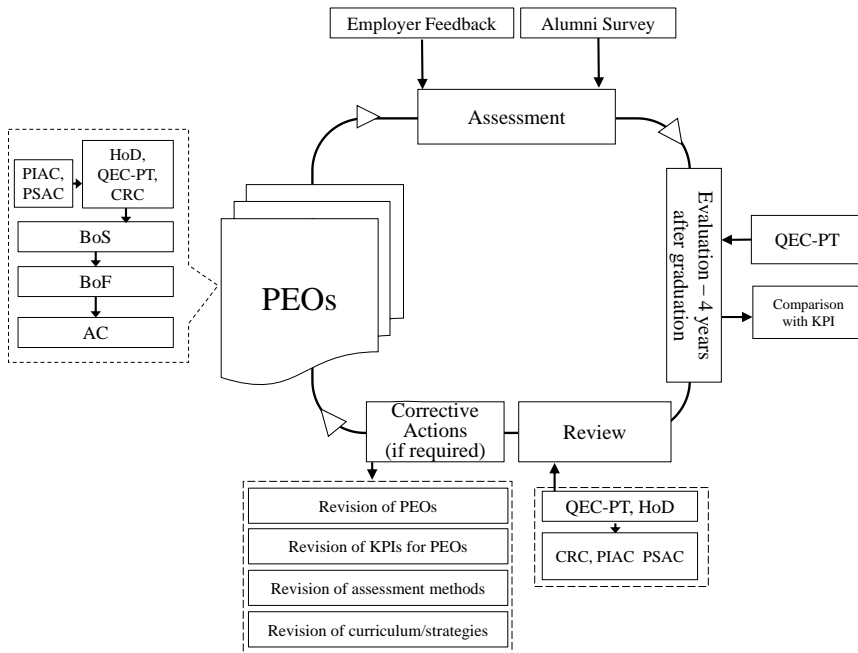 Employer Feedback
Alumni Survey
Assessment
HoD,
QEC-PT,
CRC
PIAC,
PSAC
BoS
BoF
AC
PEOs
Evaluation – 4 years
after graduation
QEC-PT
Comparison
with KPI
Corrective
Actions
(if required)
Review
Revision of PEOs
Revision of KPIs for PEOs
Revision of assessment methods
Revision of curriculum/strategies
QEC-PT, HoD
CRC, PIAC PSAC